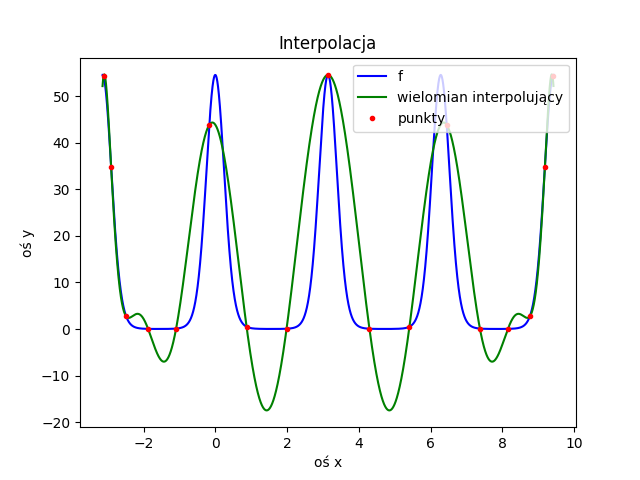 Interpolacja
f
wielomian interpolujący
punkty
oś y
50
40
30
20
10
0
−10
−20
−2
0
2
4
6
8
10
oś x